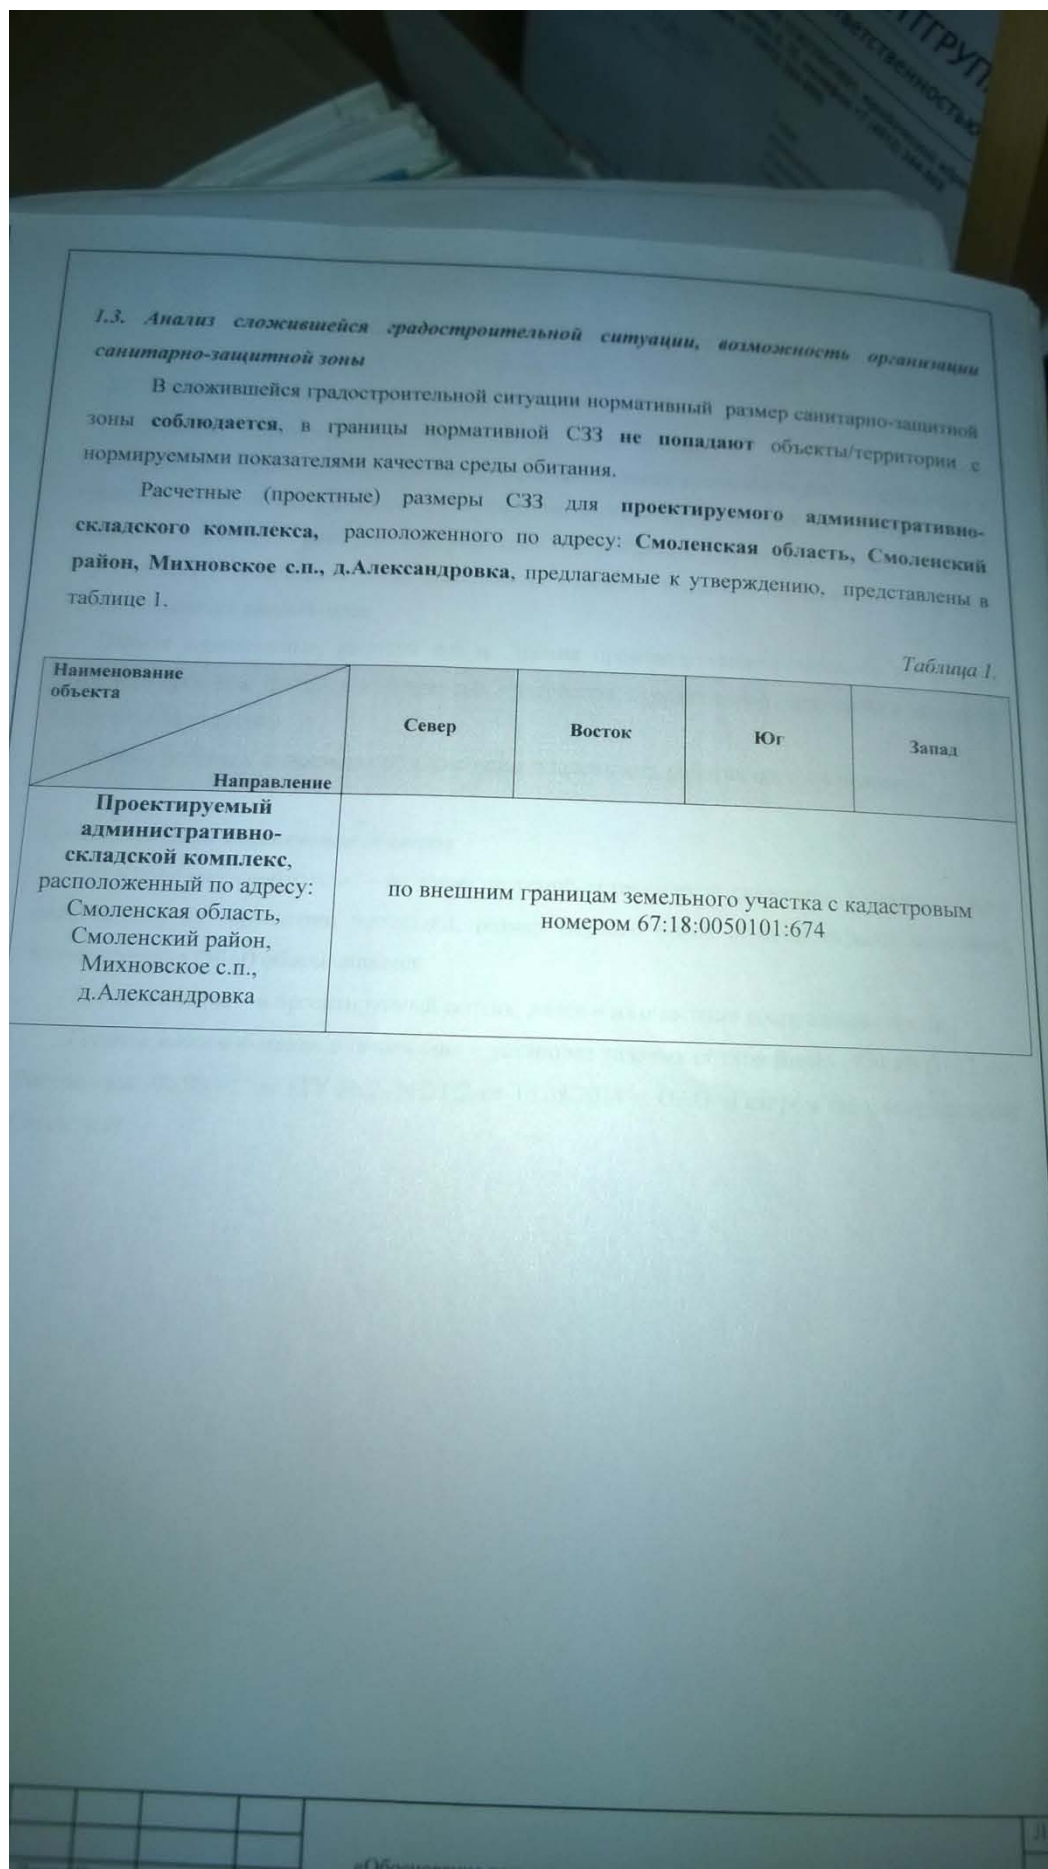 ТПГРУП
ветственностью
1.3. Анализ сложившейся градостроительной ситуации, возможность организации
санитарно-защитной зоны
В сложившейся градостроительной ситуации нормативный размер санитарно-защитной
зоны соблюдается, в границы нормативной СЗЗ не попадают объекты/территории с
нормируемыми показателями качества среды обитания.
Расчетные (проектные) размеры СЗЗ для проектируемого административно-
складского комплекса, расположенного по адресу: Смоленская область, Смоленский
район, Михновское с.п., д.Александровка, предлагаемые к утверждению, представлены в
таблице 1.
Таблица 1.
Наименование
объекта
Направление
Север
Восток
Юг
Запад
Проектируемый
административно-
складской комплекс,
расположенный по адресу:
Смоленская область,
Смоленский район,
Михновское с.п.,
д.Александровка
по внешним границам земельного участка с кадастровым
номером 67:18:0050101:674